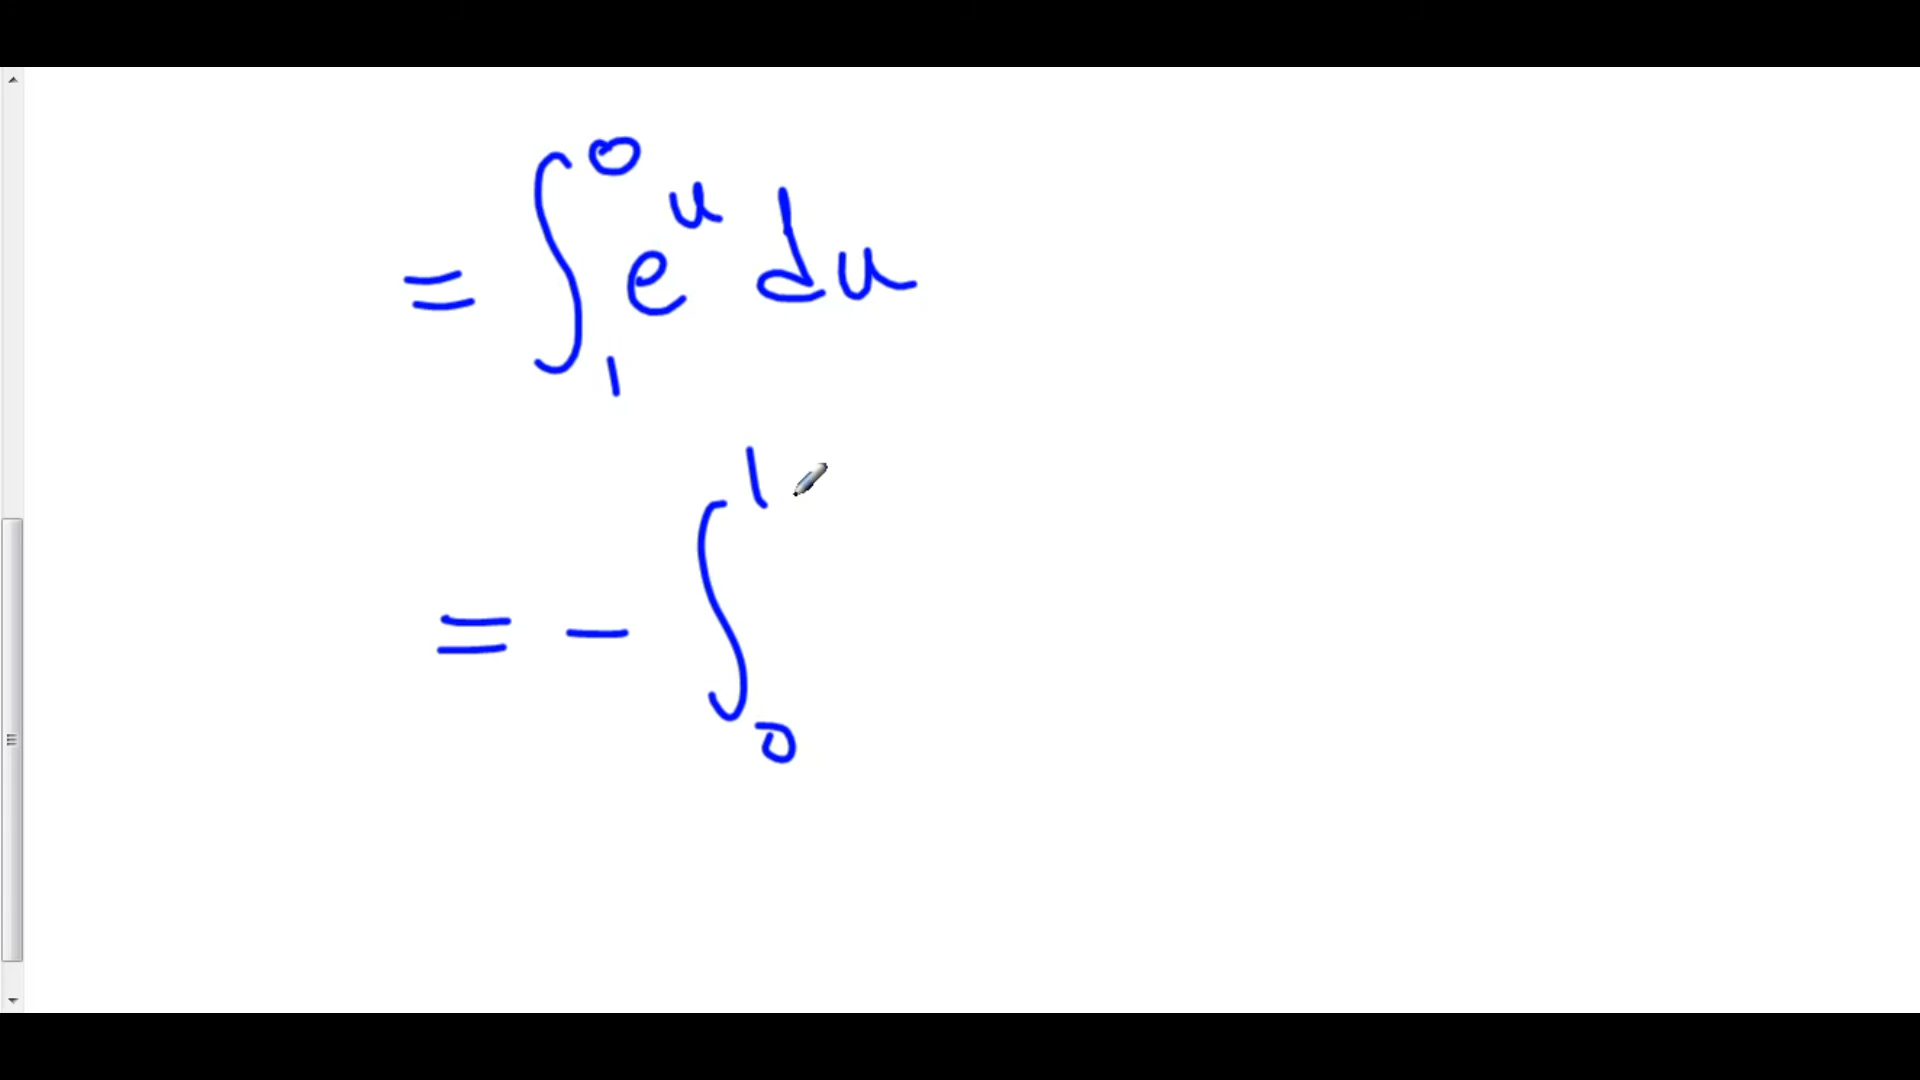 = ∫₁⁰ eᵘ du
= - ∫₀¹